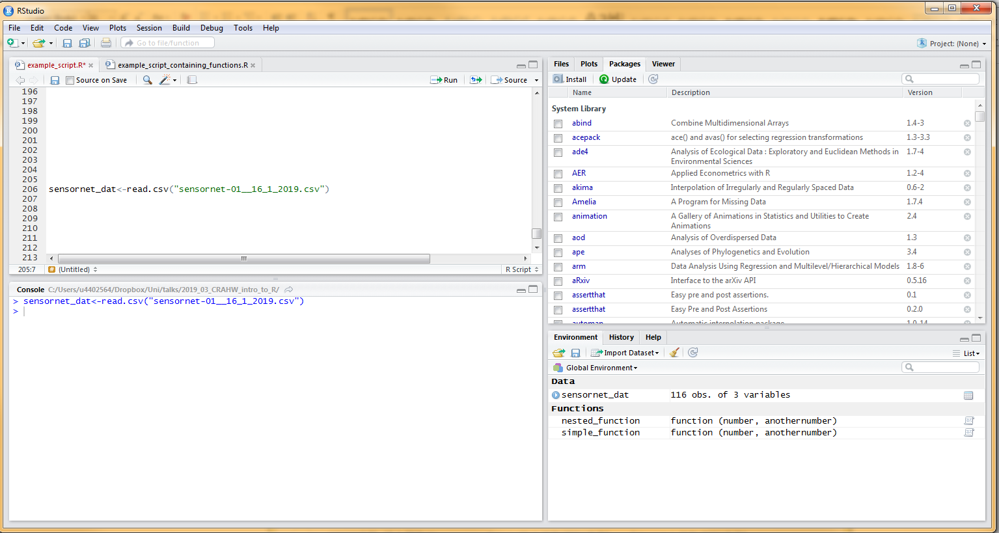 RStudio
File Edit Code View Plots Session Build Debug Tools Help
Go to file/function
Project: (None)
example_script.R* example_script_containing_functions.R
Source on Save Run Source
196
197
198
199
200
201
202
203
204
205
206 sensornet_dat<-read.csv("sensornet-01__16_1_2019.csv")
207
208
209
210
211
212
213
205:7 (Untitled) R Script
Console C:/Users/u4402564/Dropbox/Uni/talks/2019_03_CRAHW_intro_to_R/
> sensornet_dat<-read.csv("sensornet-01__16_1_2019.csv")
>
Files Plots Packages Viewer
Install Update
Name Description Version
System Library
abind Combine Multidimensional Arrays 1.4-3
acepack ace() and avas() for selecting regression transformations 1.3-3.3
ade4 Analysis of Ecological Data : Exploratory and Euclidean Methods in 1.7-4
Environmental Sciences
AER Applied Econometrics with R 1.2-4
akima Interpolation of Irregularly and Regularly Spaced Data 0.6-2
Amelia A Program for Missing Data 1.7.4
animation A Gallery of Animations in Statistics and Utilities to Create 2.4
Animations
aod Analysis of Overdispersed Data 1.3
ape Analyses of Phylogenetics and Evolution 3.4
arm Data Analysis Using Regression and Multilevel/Hierarchical Models 1.8-6
aRxiv Interface to the arXiv API 0.5.16
assertthat Easy pre and post assertions. 0.1
assertthat Easy Pre and Post Assertions 0.2.0
automap Automatic interpolation package 1.0-14
Environment History Help
Import Dataset List
Global Environment
Data
sensornet_dat 116 obs. of 3 variables
Functions
nested_function function (number, anothernumber)
simple_function function (number, anothernumber)